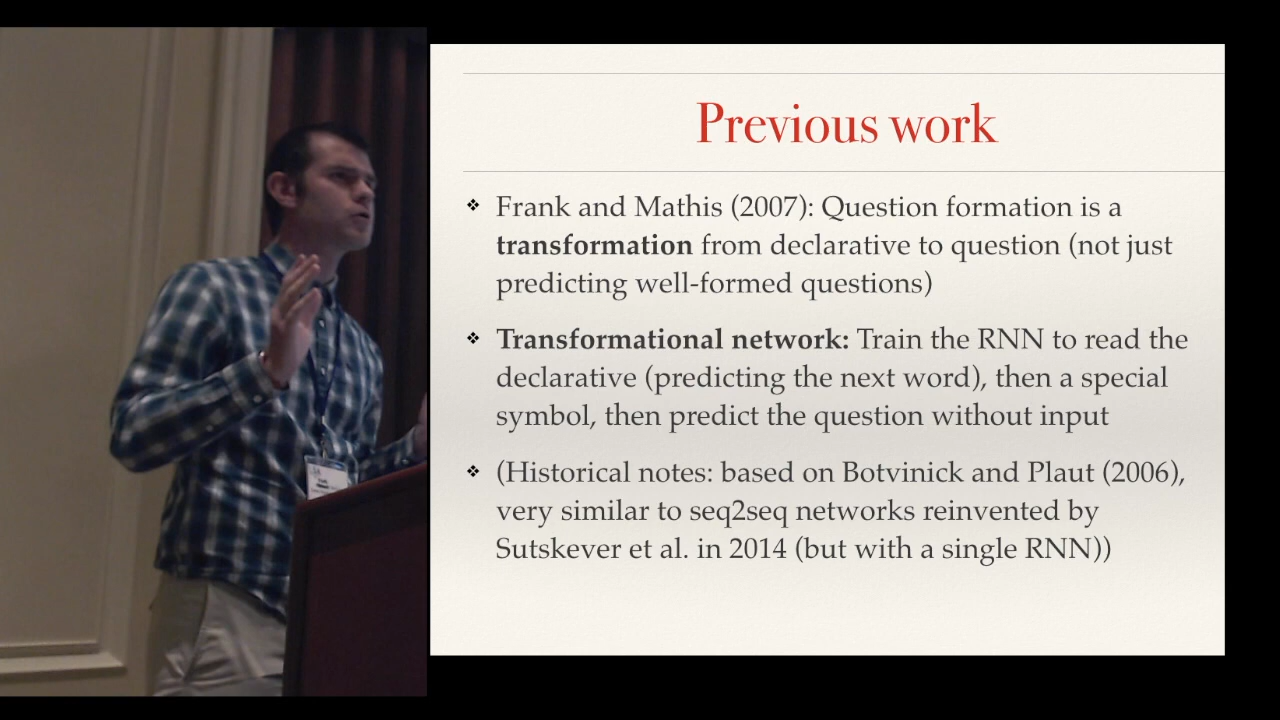 Previous work
❖ Frank and Mathis (2007): Question formation is a
transformation from declarative to question (not just
predicting well-formed questions)
❖ Transformational network: Train the RNN to read the
declarative (predicting the next word), then a special
symbol, then predict the question without input
❖ (Historical notes: based on Botvinick and Plaut (2006),
very similar to seq2seq networks reinvented by
Sutskever et al. in 2014 (but with a single RNN))